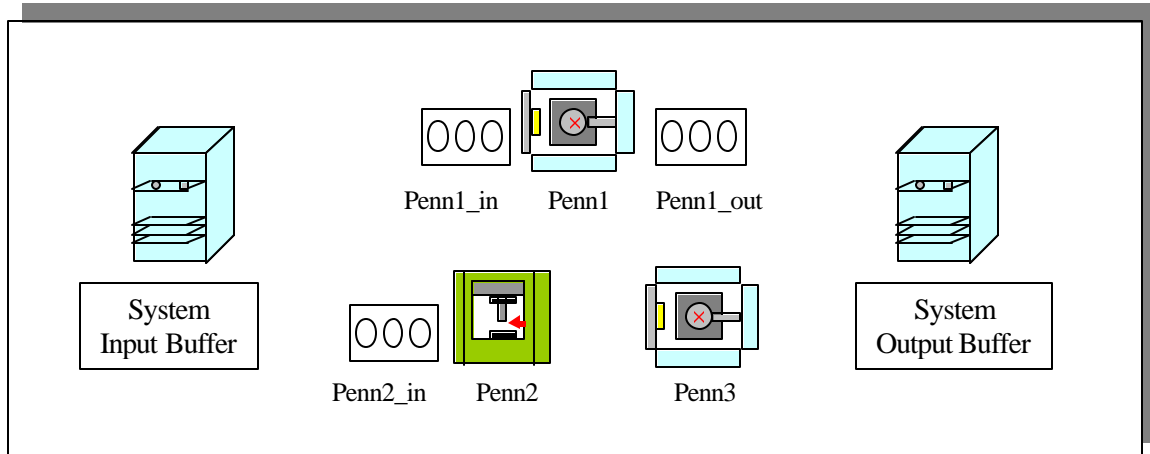 Penn1_in
Penn1
Penn1_out
System
Input Buffer
System
Output Buffer
Penn2_in
Penn2
Penn3